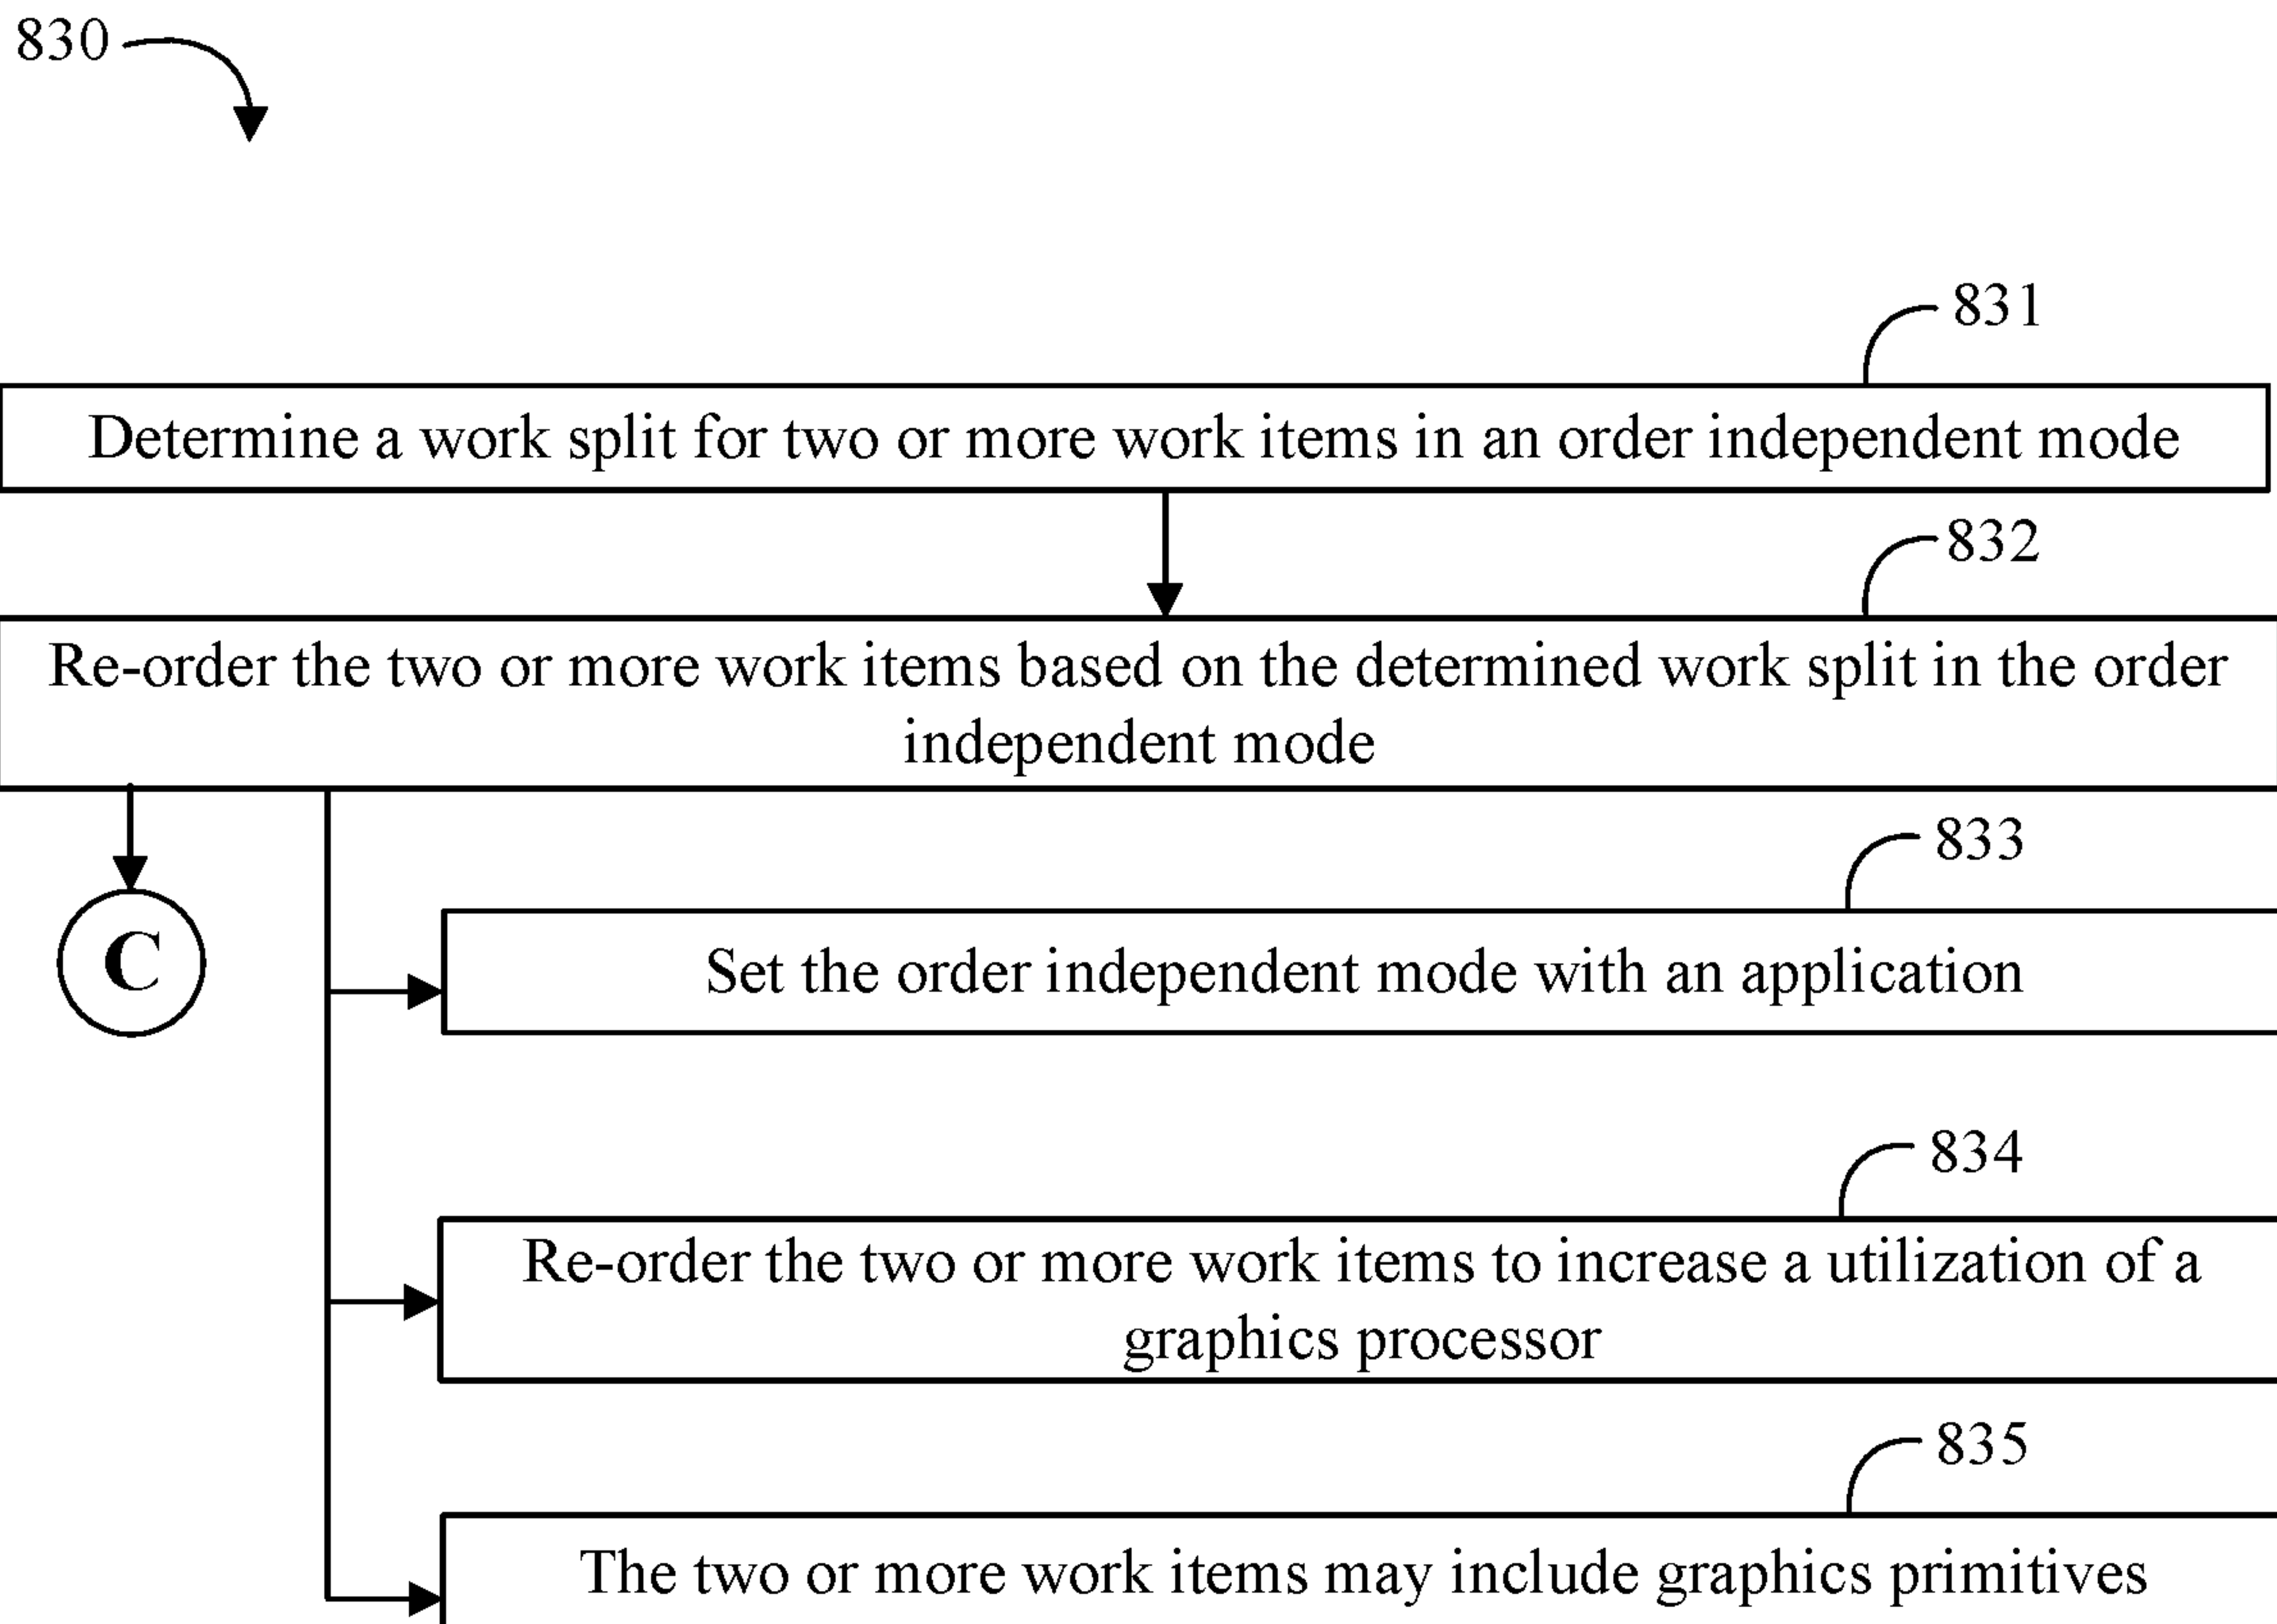 830
831
Determine a work split for two or more work items in an order independent mode
832
Re-order the two or more work items based on the determined work split in the order
independent mode
833
C
Set the order independent mode with an application
834
Re-order the two or more work items to increase a utilization of a
graphics processor
835
The two or more work items may include graphics primitives